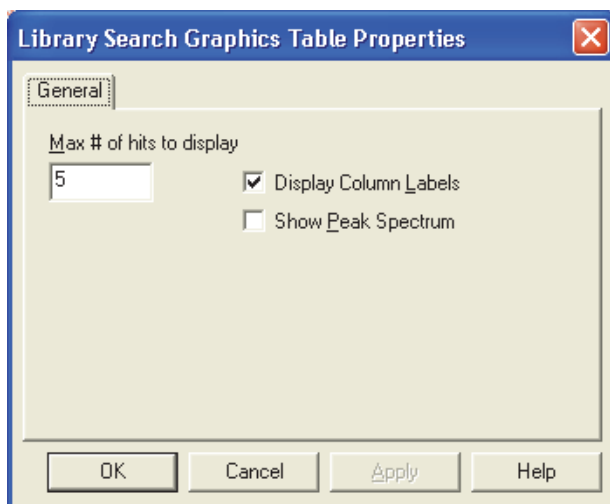 Library Search Graphics Table Properties
General
Max # of hits to display
5
Display Column Labels
Show Peak Spectrum
OK Cancel Apply Help